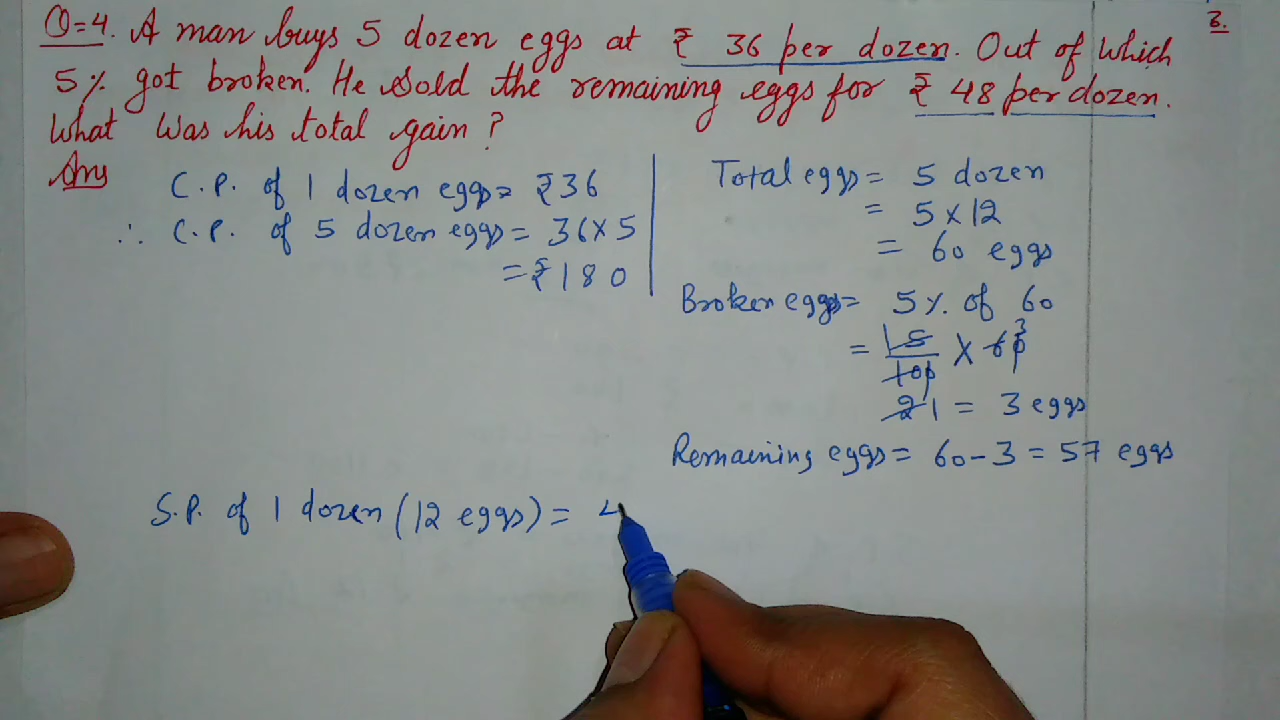 3.
Q=4. A man buys 5 dozen eggs at ₹ 36 per dozen. Out of which
5% got broken. He sold the remaining eggs for ₹ 48 per dozen.
What was his total gain?
Ans
C.P. of 1 dozen eggs = ₹36
∴ C.P. of 5 dozen eggs = 36×5
= ₹180
Total eggs = 5 dozen
= 5×12
= 60 eggs
Broken eggs = 5% of 60
= 15/100 × 60 3
21 = 3 eggs
Remaining eggs = 60-3 = 57 eggs
S.P. of 1 dozen (12 eggs) = 4